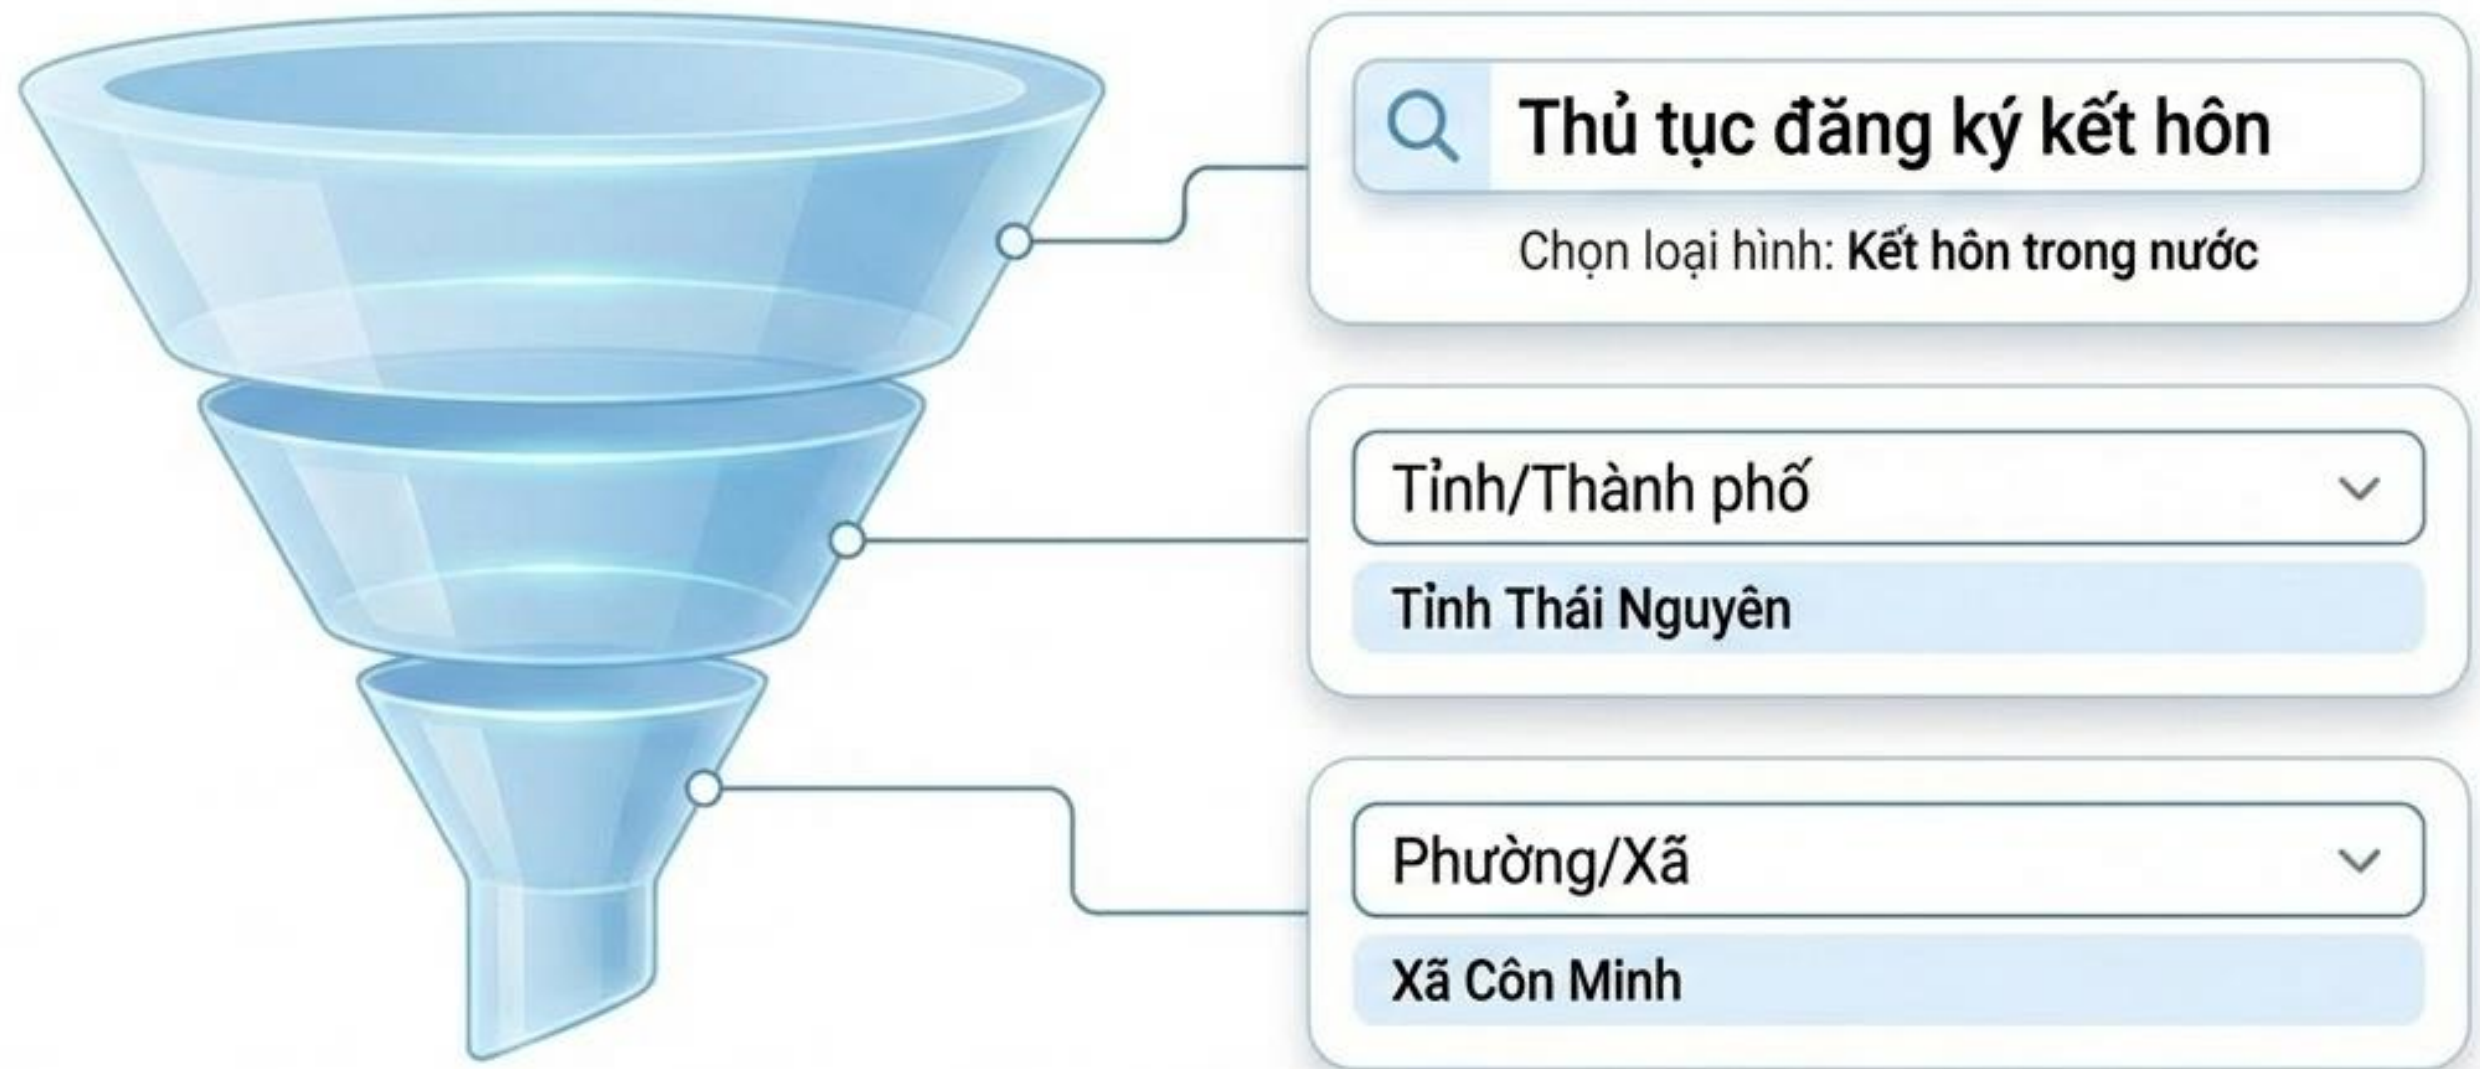 Thủ tục đăng ký kết hôn
Chọn loại hình: Kết hôn trong nước
Tỉnh/Thành phố
Tỉnh Thái Nguyên
Phường/Xã
Xã Côn Minh